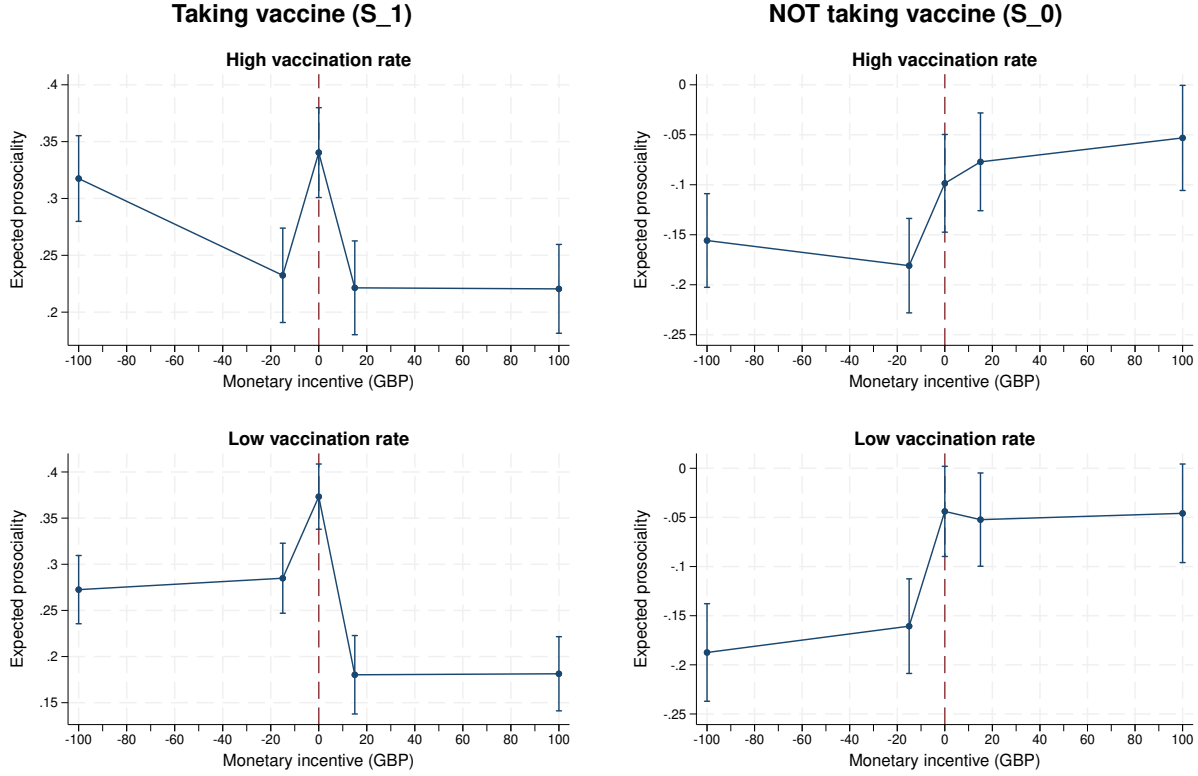 Taking vaccine (S_1)
NOT taking vaccine (S_0)
High vaccination rate
Expected prosociality
.4
.35
.3
.25
.2
-100 -80 -60 -40 -20 0 20 40 60 80 100
Monetary incentive (GBP)
High vaccination rate
Expected prosociality
0
-.05
-.1
-.15
-.2
-.25
-100 -80 -60 -40 -20 0 20 40 60 80 100
Monetary incentive (GBP)
Low vaccination rate
Expected prosociality
.4
.35
.3
.25
.2
.15
-100 -80 -60 -40 -20 0 20 40 60 80 100
Monetary incentive (GBP)
Low vaccination rate
Expected prosociality
0
-.05
-.1
-.15
-.2
-.25
-100 -80 -60 -40 -20 0 20 40 60 80 100
Monetary incentive (GBP)